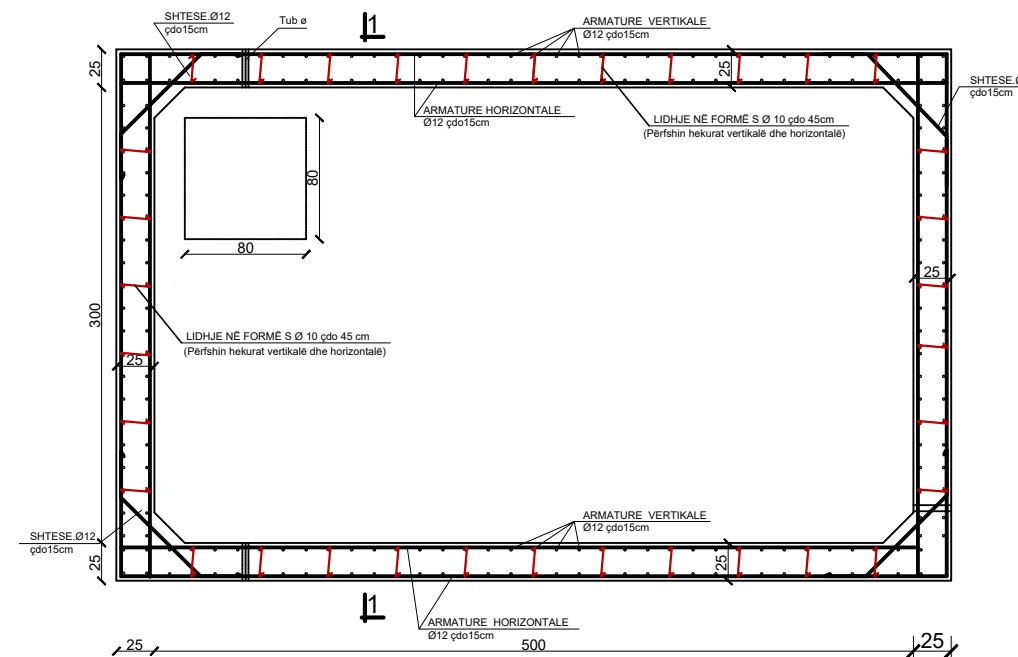 SHTESE.Ø12
çdo15cm
Tub ø
1
ARMATURE VERTIKALE
Ø12 çdo15cm
25
25
SHTESE.Ø
çdo15cm
ARMATURE HORIZONTALE
Ø12 çdo15cm
LIDHJE NË FORMË S Ø 10 çdo 45cm
(Përfshin hekurat vertikalë dhe horizontalë)
80
80
25
300
LIDHJE NË FORMË S Ø 10 çdo 45 cm
(Përfshin hekurat vertikalë dhe horizontalë)
25
ARMATURE VERTIKALE
Ø12 çdo15cm
SHTESE.Ø12
çdo15cm
25
25
1
ARMATURE HORIZONTALE
Ø12 çdo15cm
25
500
25